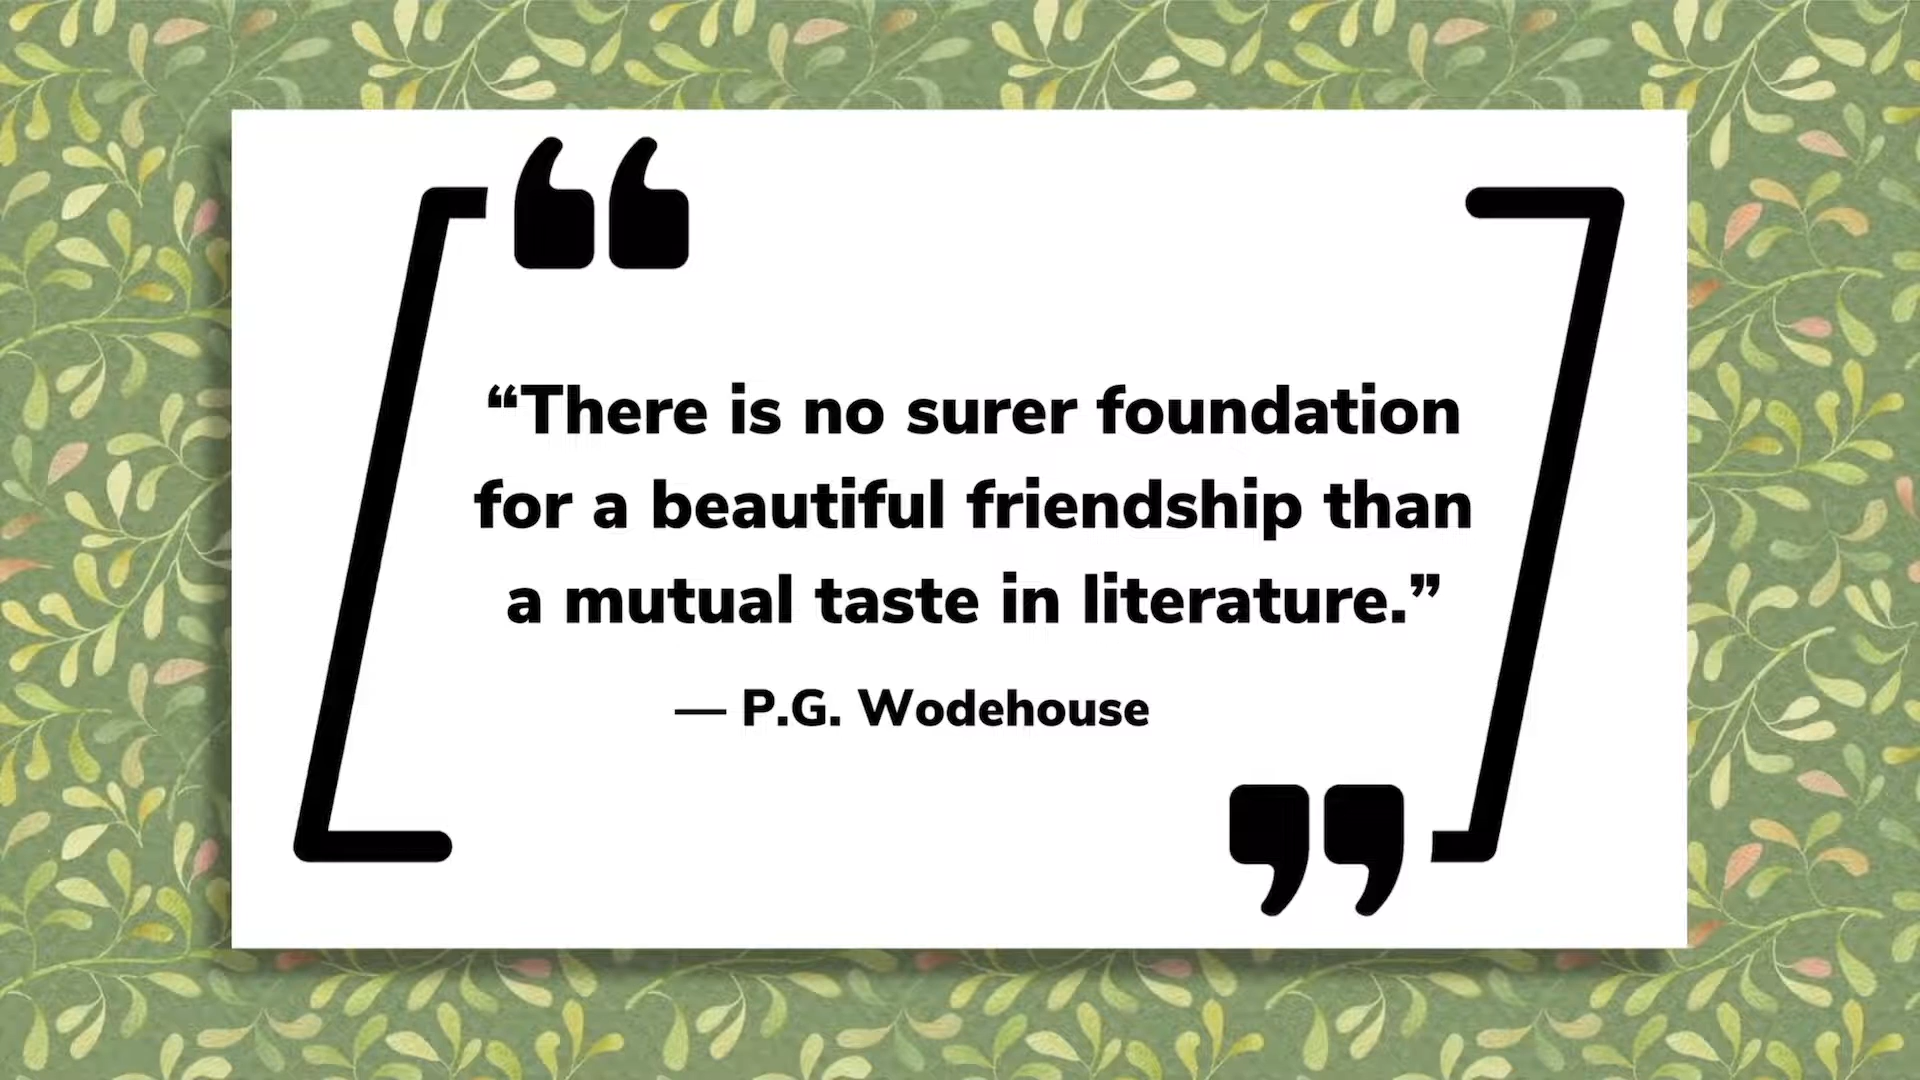 “There is no surer foundation
for a beautiful friendship than
a mutual taste in literature.”
— P.G. Wodehouse